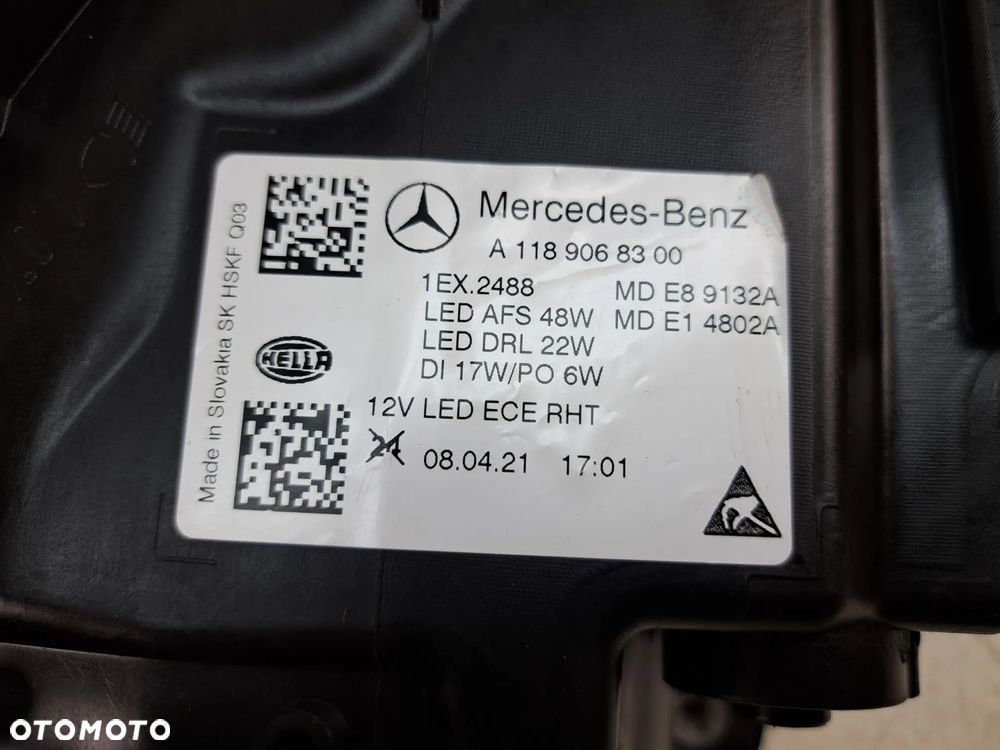 Made in Slovakia SK HSKF Q03
Mercedes-Benz
A 118 906 83 00
1EX.2488 MD E8 9132A
LED AFS 48W MD E1 4802A
LED DRL 22W
DI 17W/PO 6W
HELLA
12V LED ECE RHT
24 08.04.21 17:01
OTOMOTO